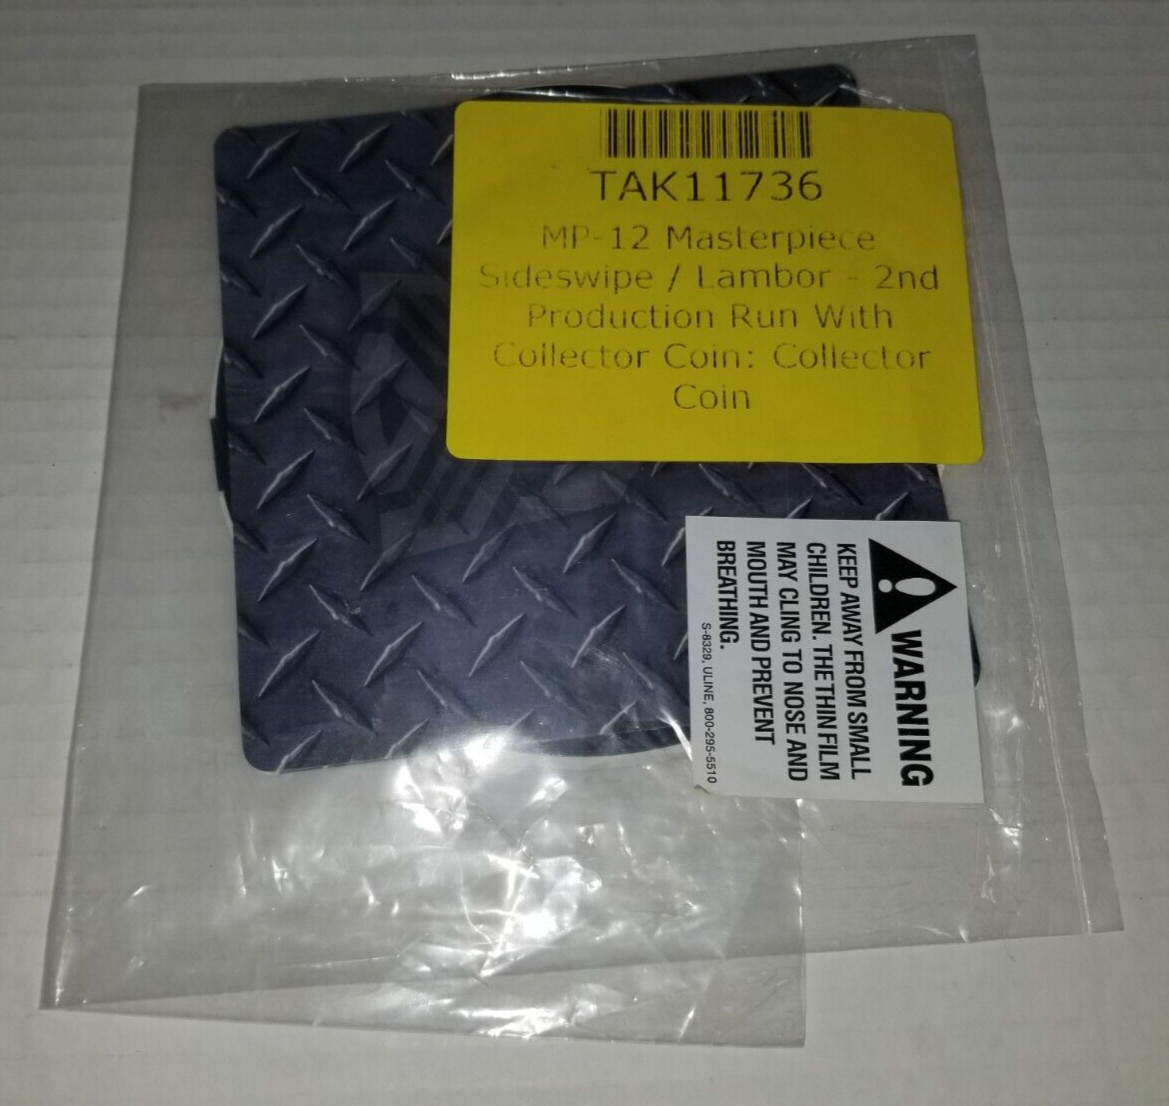 TAK11736
MP-12 Masterpiece
Sideswipe / Lambor - 2nd
Production Run With
Collector Coin: Collector
Coin
WARNING
KEEP AWAY FROM SMALL
CHILDREN. THE THIN FILM
MAY CLING TO NOSE AND
MOUTH AND PREVENT
BREATHING.
S-8329, ULINE, 800-295-5510